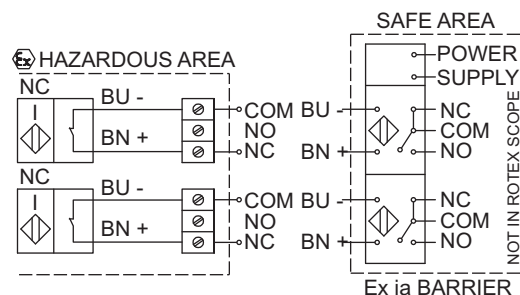 SAFE AREA
Ex HAZARDOUS AREA
POWER
SUPPLY
NC
I
BU -
BN +
COM
NO
NC
BU -
BN +
NC
COM
NO
NC
I
BU -
BN +
COM
NO
NC
BU -
BN +
NC
COM
NO
NOT IN ROTEX SCOPE
Ex ia BARRIER